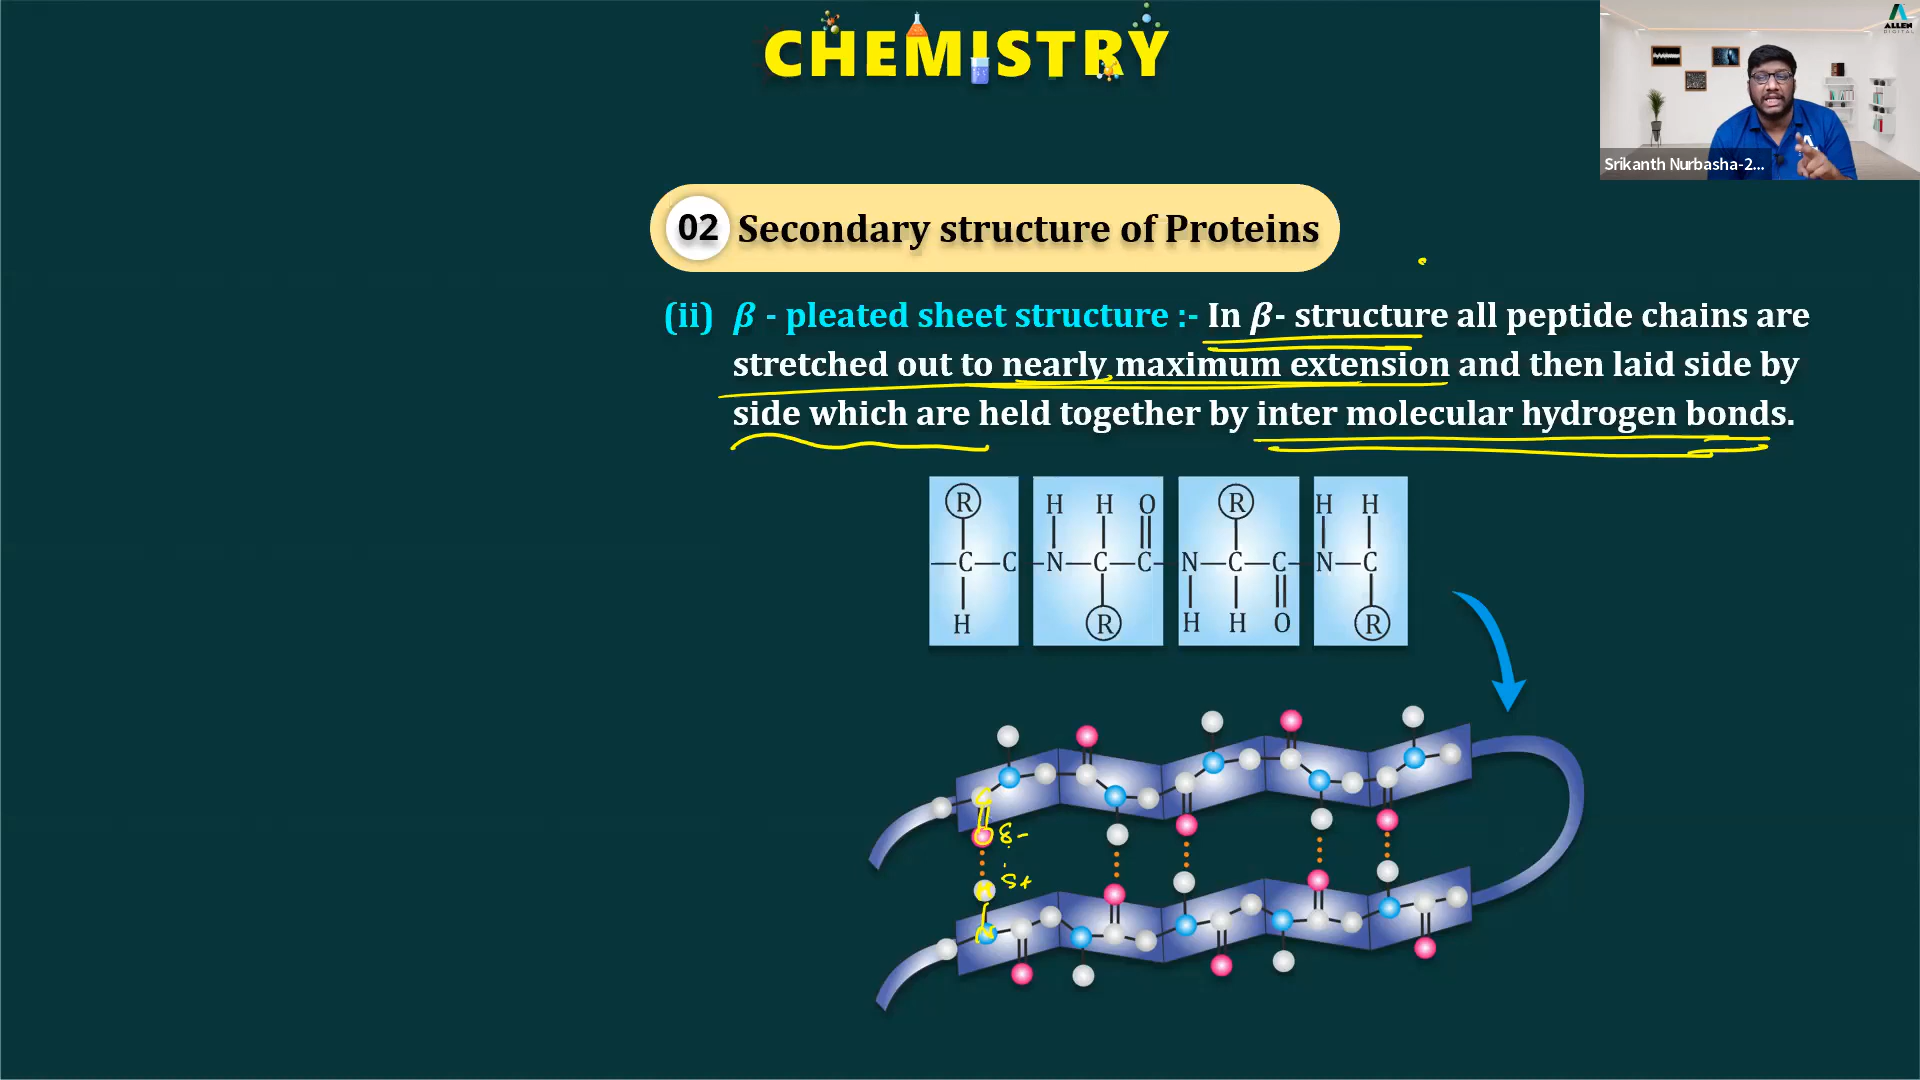 CHEMISTRY
ALLEN
DIGITAL
Srikanth Nurbasha-2...
02 Secondary structure of Proteins
(ii) β - pleated sheet structure :- In β- structure all peptide chains are
stretched out to nearly maximum extension and then laid side by
side which are held together by inter molecular hydrogen bonds.
R H H O R H H
—C—C —N—C—C— N—C—C— N—C
H R H H O R
δ-
δ+
H
N